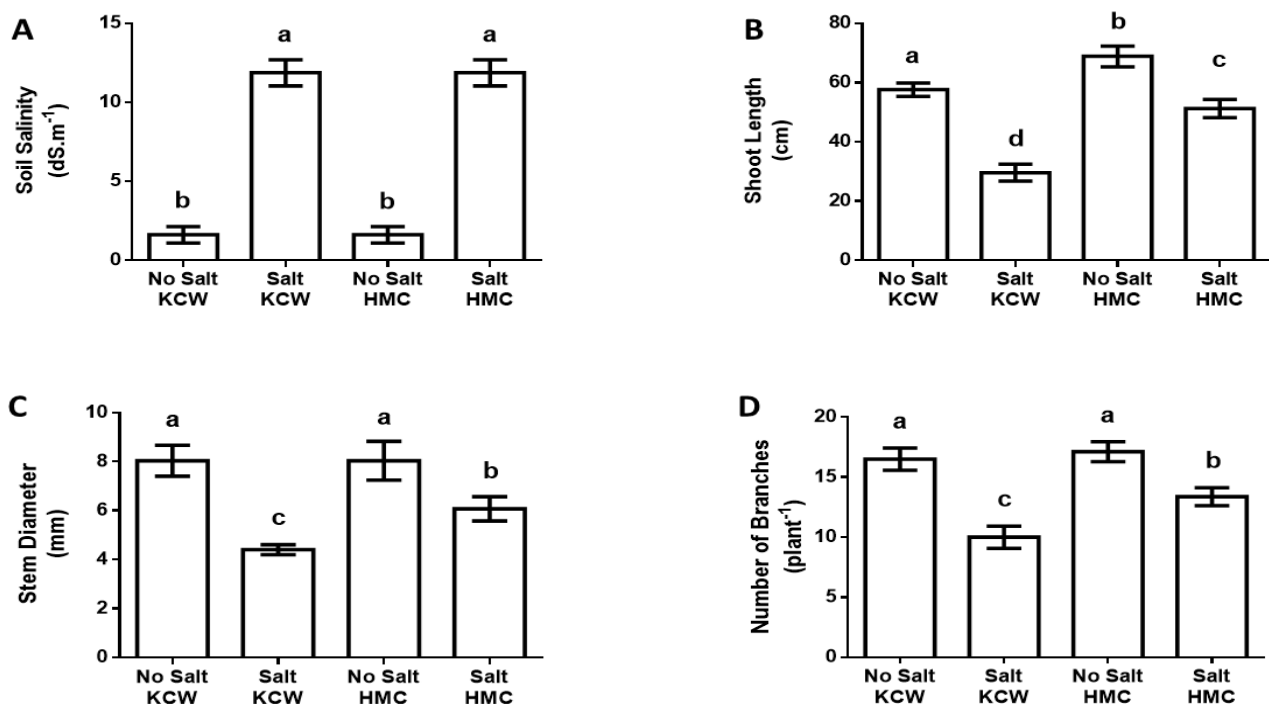 A
Soil Salinity
(dS.m⁻¹)
15
10
5
0
b
a
b
a
No Salt
KCW
Salt
KCW
No Salt
HMC
Salt
HMC
B
Shoot Length
(cm)
80
60
40
20
0
a
d
b
c
No Salt
KCW
Salt
KCW
No Salt
HMC
Salt
HMC
C
Stem Diameter
(mm)
10
8
6
4
2
0
a
c
a
b
No Salt
KCW
Salt
KCW
No Salt
HMC
Salt
HMC
D
Number of Branches
(plant⁻¹)
20
15
10
5
0
a
c
a
b
No Salt
KCW
Salt
KCW
No Salt
HMC
Salt
HMC